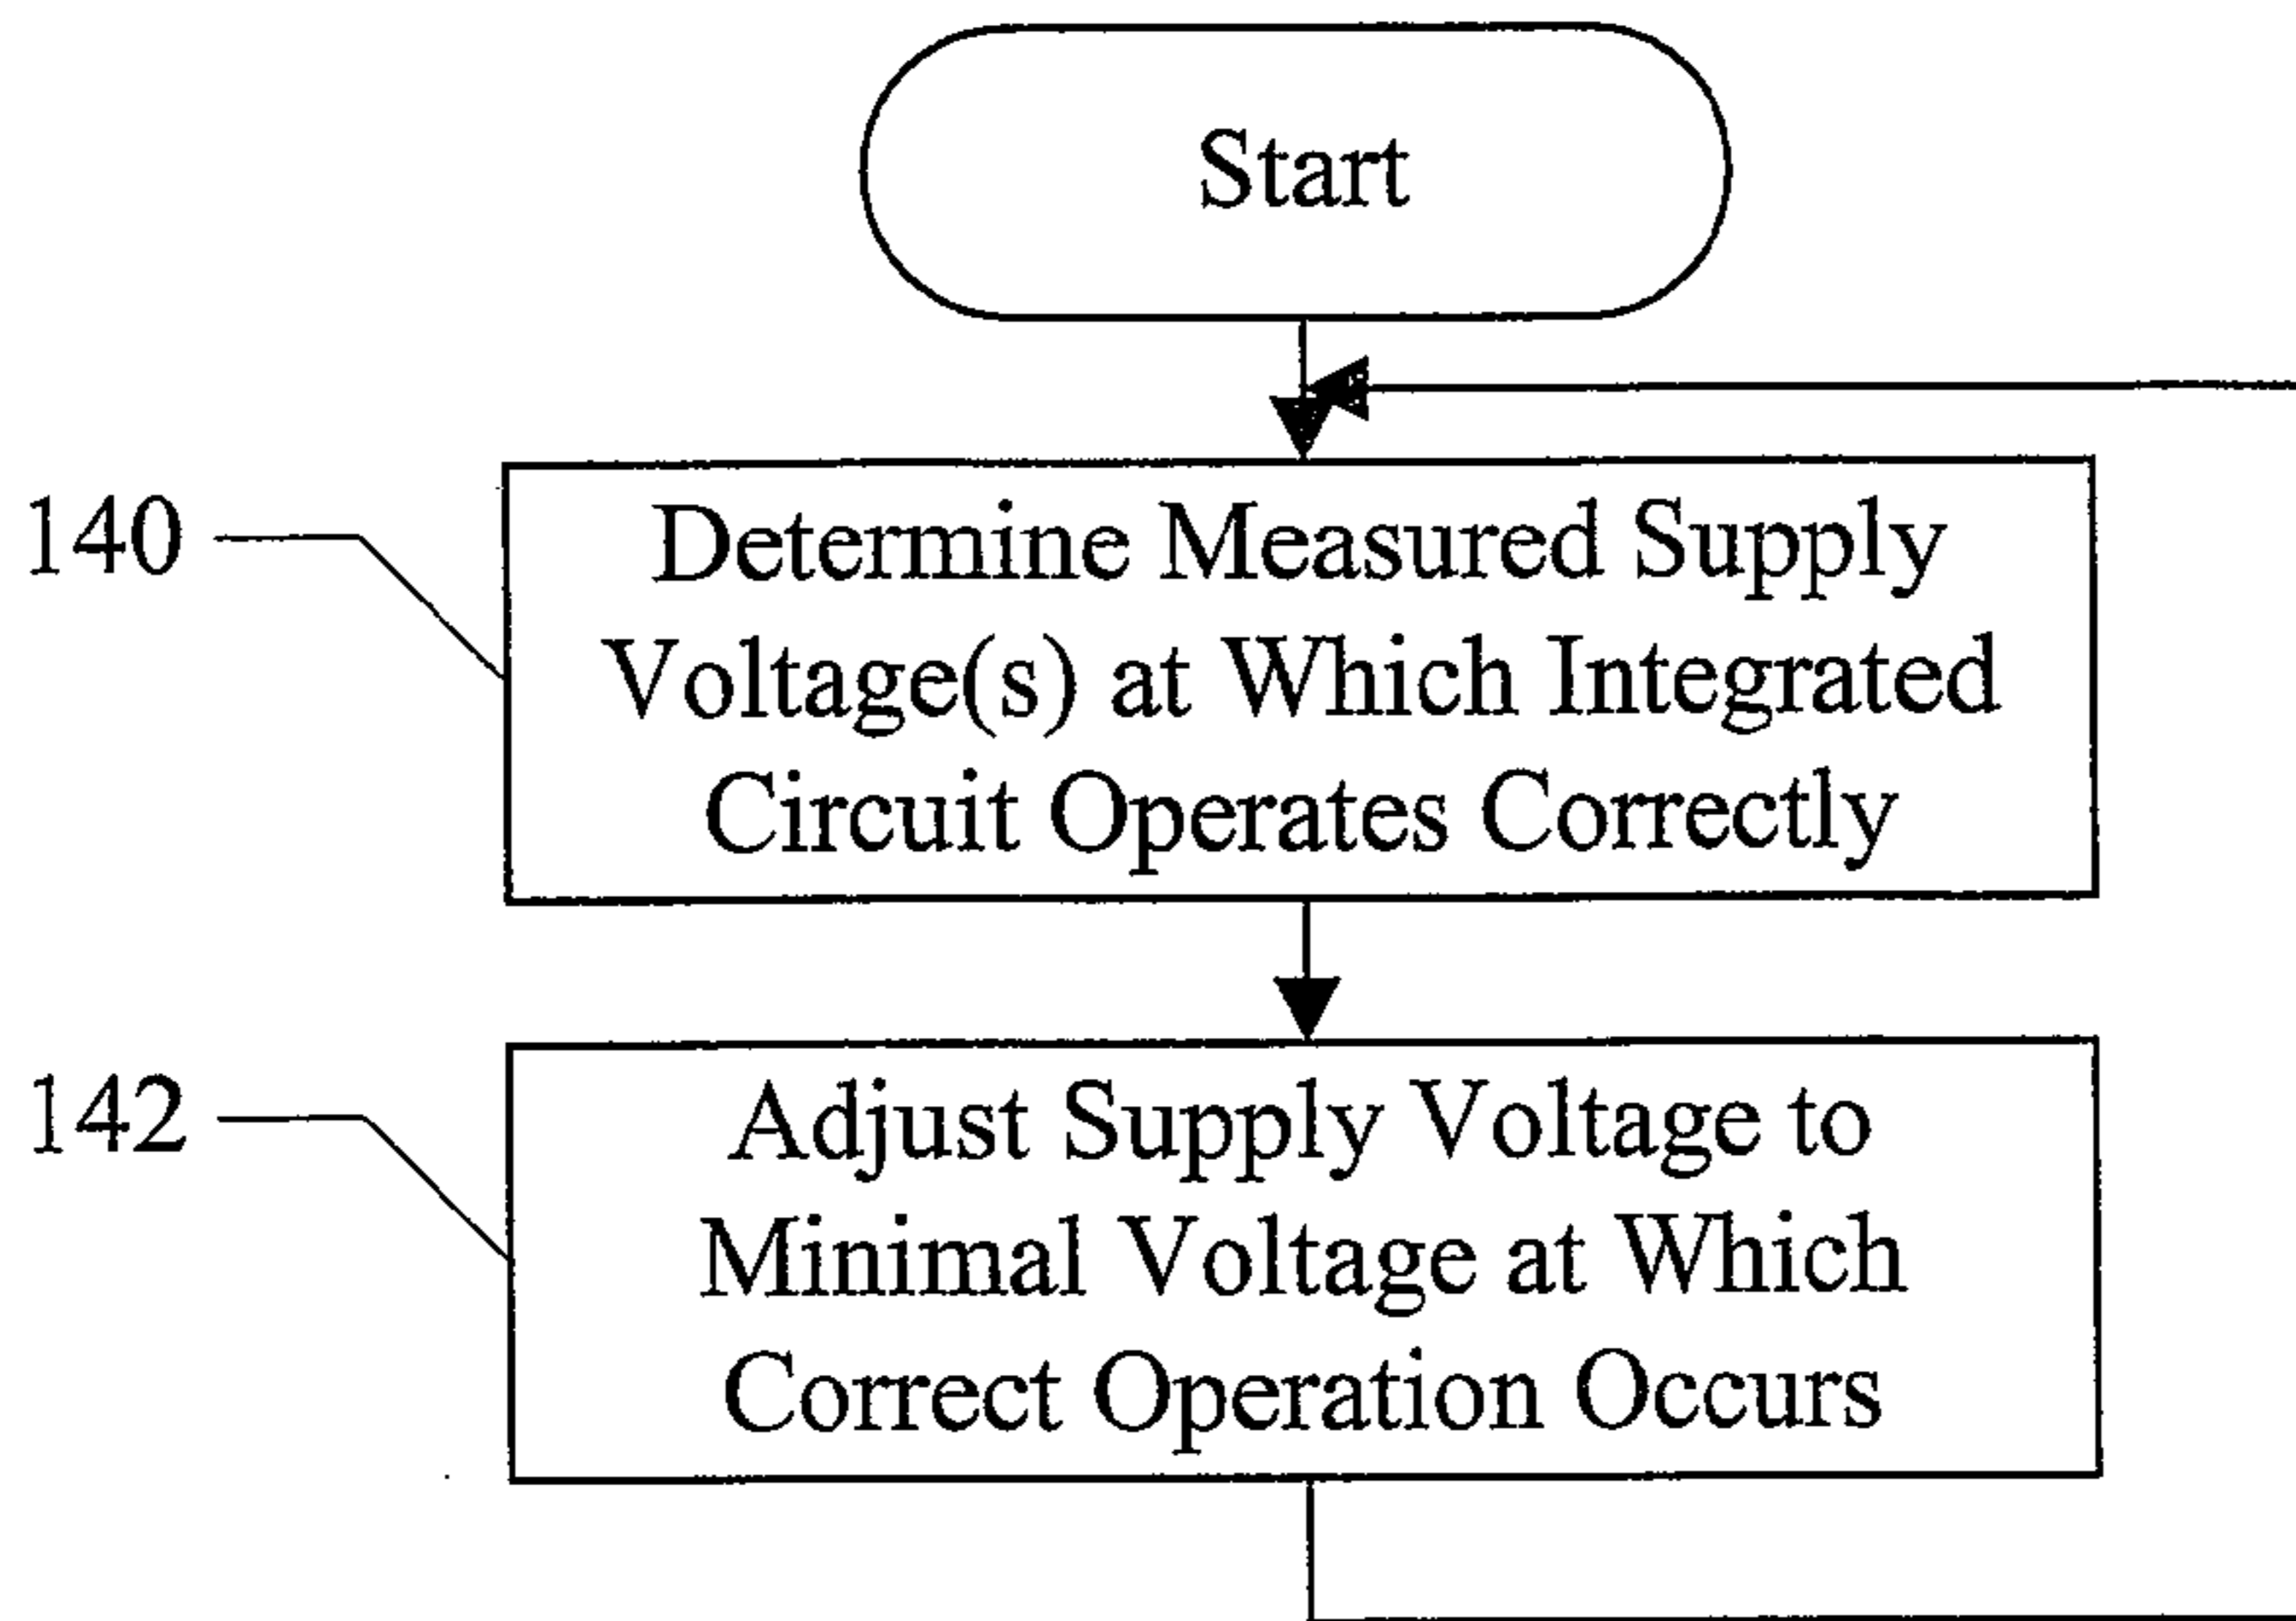 Start
140
Determine Measured Supply
Voltage(s) at Which Integrated
Circuit Operates Correctly
142
Adjust Supply Voltage to
Minimal Voltage at Which
Correct Operation Occurs